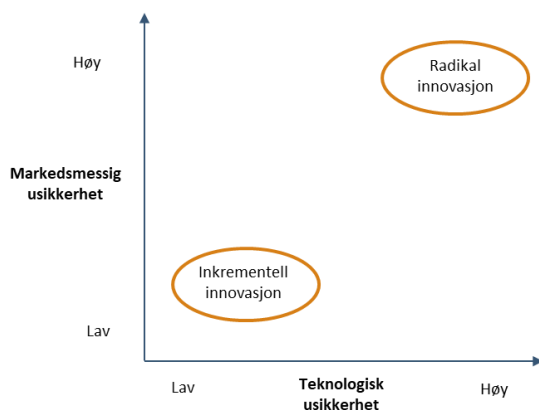 Høy
Radikal
innovasjon
Markedsmessig
usikkerhet
Inkrementell
innovasjon
Lav
Lav
Teknologisk
usikkerhet
Høy